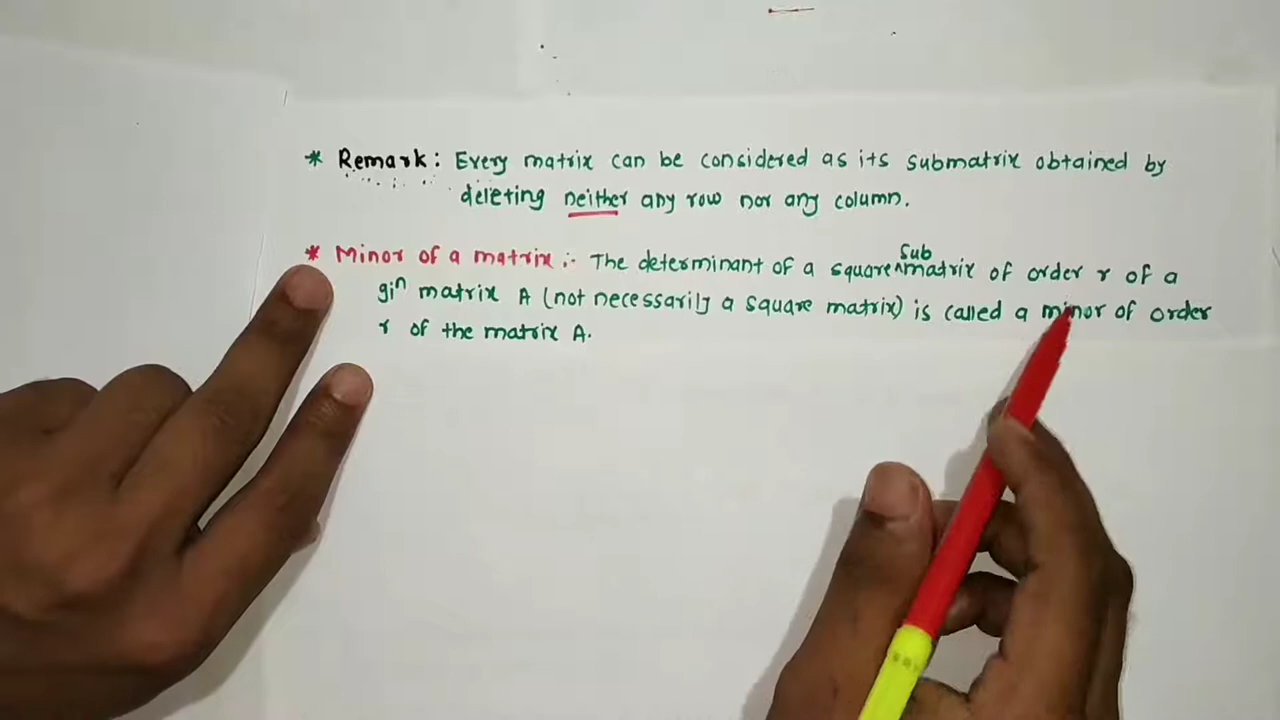 * Remark: Every matrix can be considered as its submatrix obtained by
deleting neither any row nor any column.
* Minor of a matrix :- The determinant of a square^Sub matrix of order r of a
giⁿ matrix A (not necessarily a square matrix) is called a minor of order
r of the matrix A.